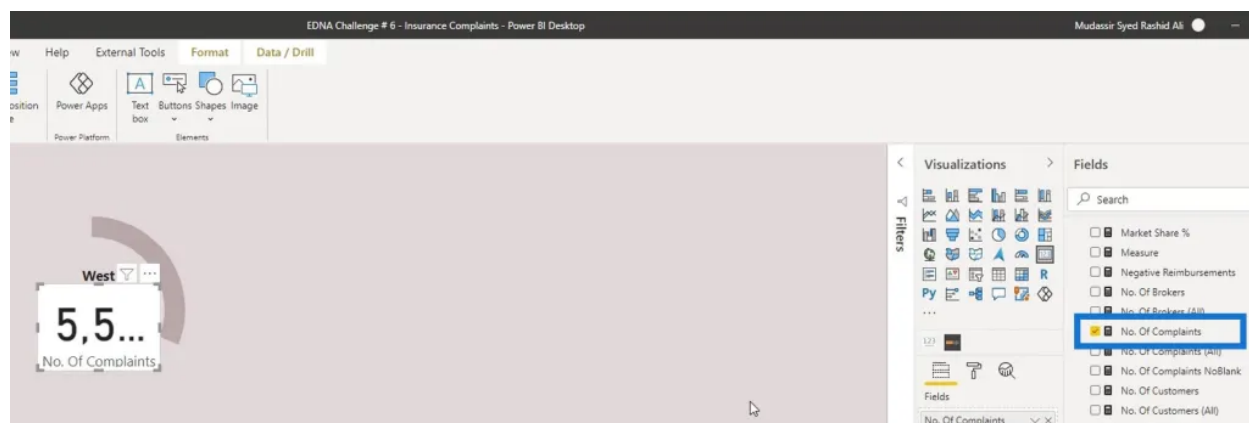 EDNA Challenge # 6 - Insurance Complaints - Power BI Desktop
Mudassir Syed Rashid Ali
Help External Tools Format Data / Drill
Power Apps
Text box
Buttons
Shapes
Image
Power Platform
Elements
Visualizations
Fields
Search
Filters
Market Share %
Measure
Negative Reimbursements
No. Of Brokers
No. Of Brokers (All)
No. Of Complaints
No. Of Complaints (All)
No. Of Complaints NoBlank
No. Of Customers
No. Of Customers (All)
West
5,5...
No. Of Complaints
R
Py
...
123
Fields
No. Of Complaints